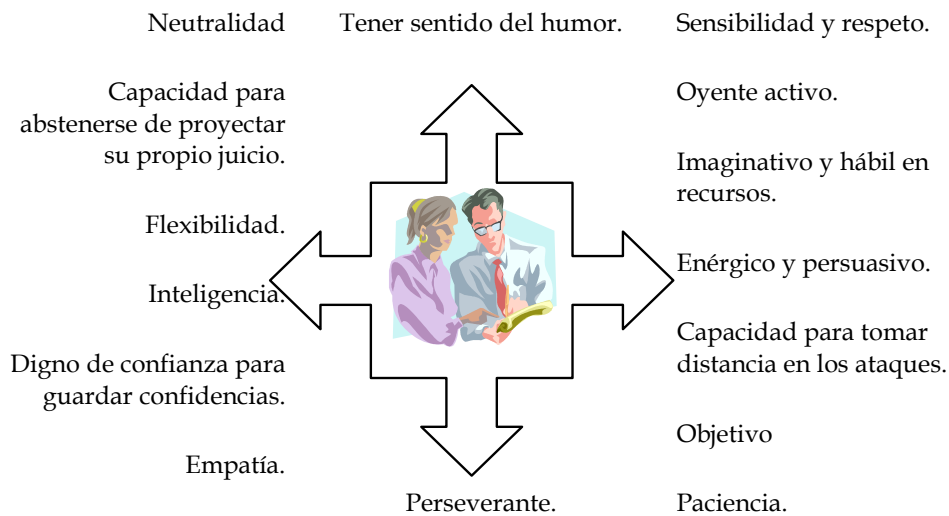 Neutralidad
Capacidad para
abstenerse de proyectar
su propio juicio.
Flexibilidad.
Inteligencia.
Digno de confianza para
guardar confidencias.
Empatía.
Tener sentido del humor.
Perseverante.
Sensibilidad y respeto.
Oyente activo.
Imaginativo y hábil en
recursos.
Enérgico y persuasivo.
Capacidad para tomar
distancia en los ataques.
Objetivo
Paciencia.